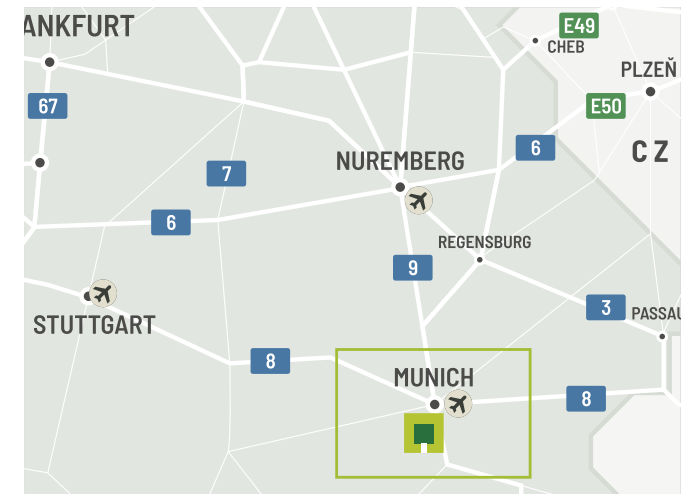 ANKFURT
E49
CHEB
PLZEŇ
67
E50
6
CZ
NUREMBERG
7
6
REGENSBURG
9
3
PASSAU
STUTTGART
8
MUNICH
8